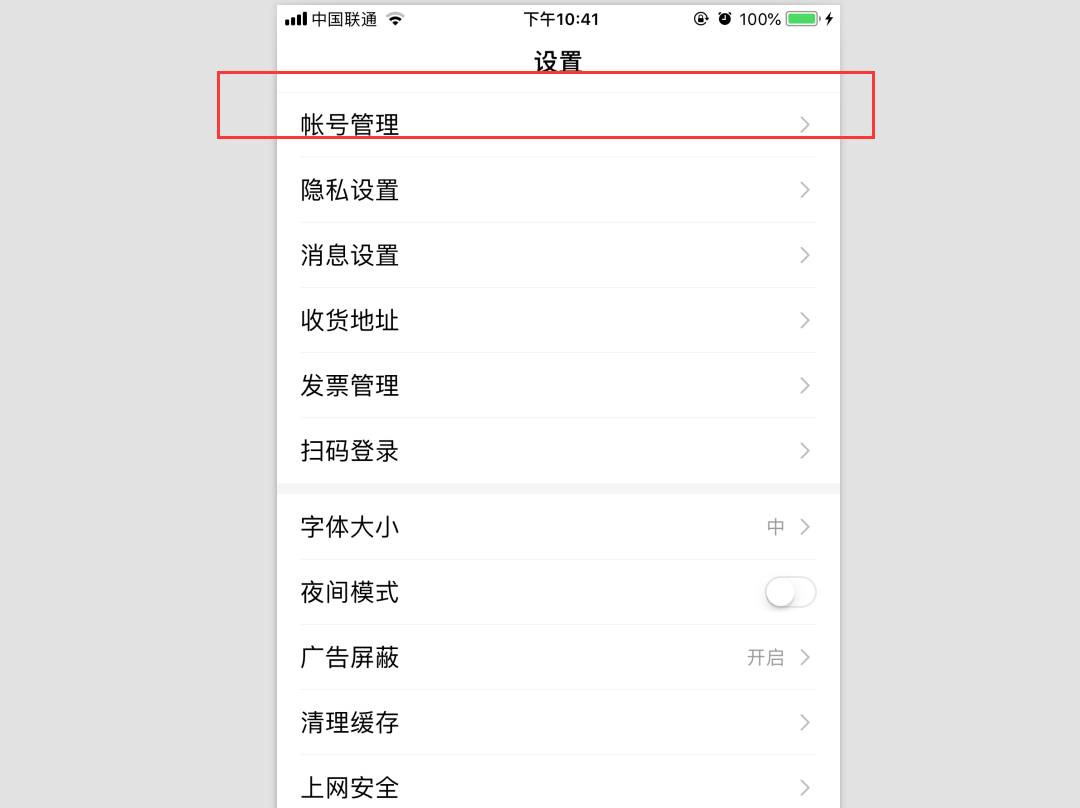 中国联通 下午10:41 100%
设置
帐号管理
隐私设置
消息设置
收货地址
发票管理
扫码登录
字体大小 中
夜间模式
广告屏蔽 开启
清理缓存
上网安全